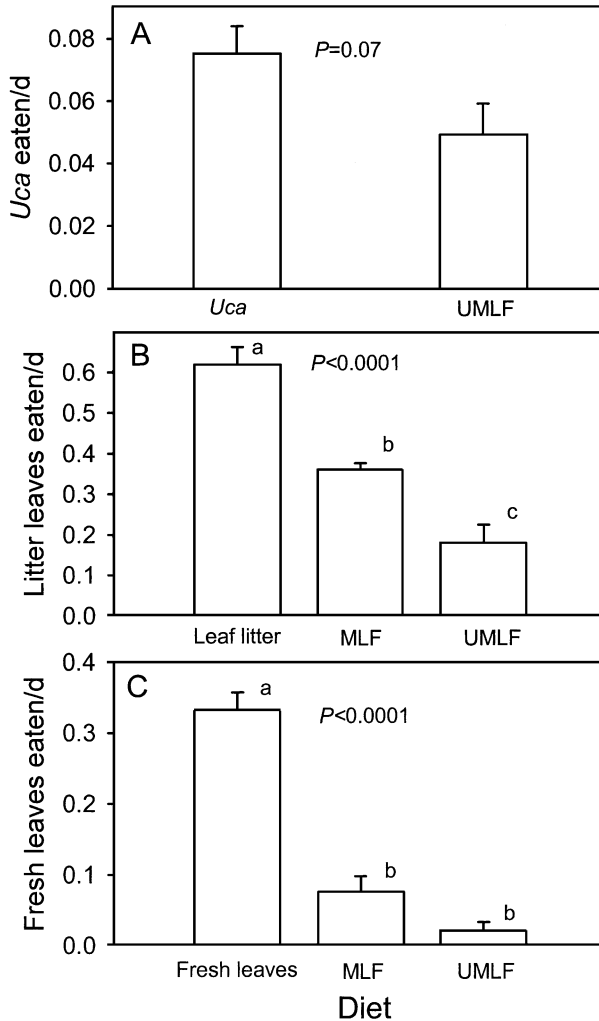 A
P=0.07
Uca eaten/d
0.08
0.06
0.04
0.02
0.00
Uca UMLF
B
a
P<0.0001
b
c
Litter leaves eaten/d
0.6
0.5
0.4
0.3
0.2
0.1
0.0
Leaf litter MLF UMLF
C
a
P<0.0001
b
b
Fresh leaves eaten/d
0.4
0.3
0.2
0.1
0.0
Fresh leaves MLF UMLF
Diet